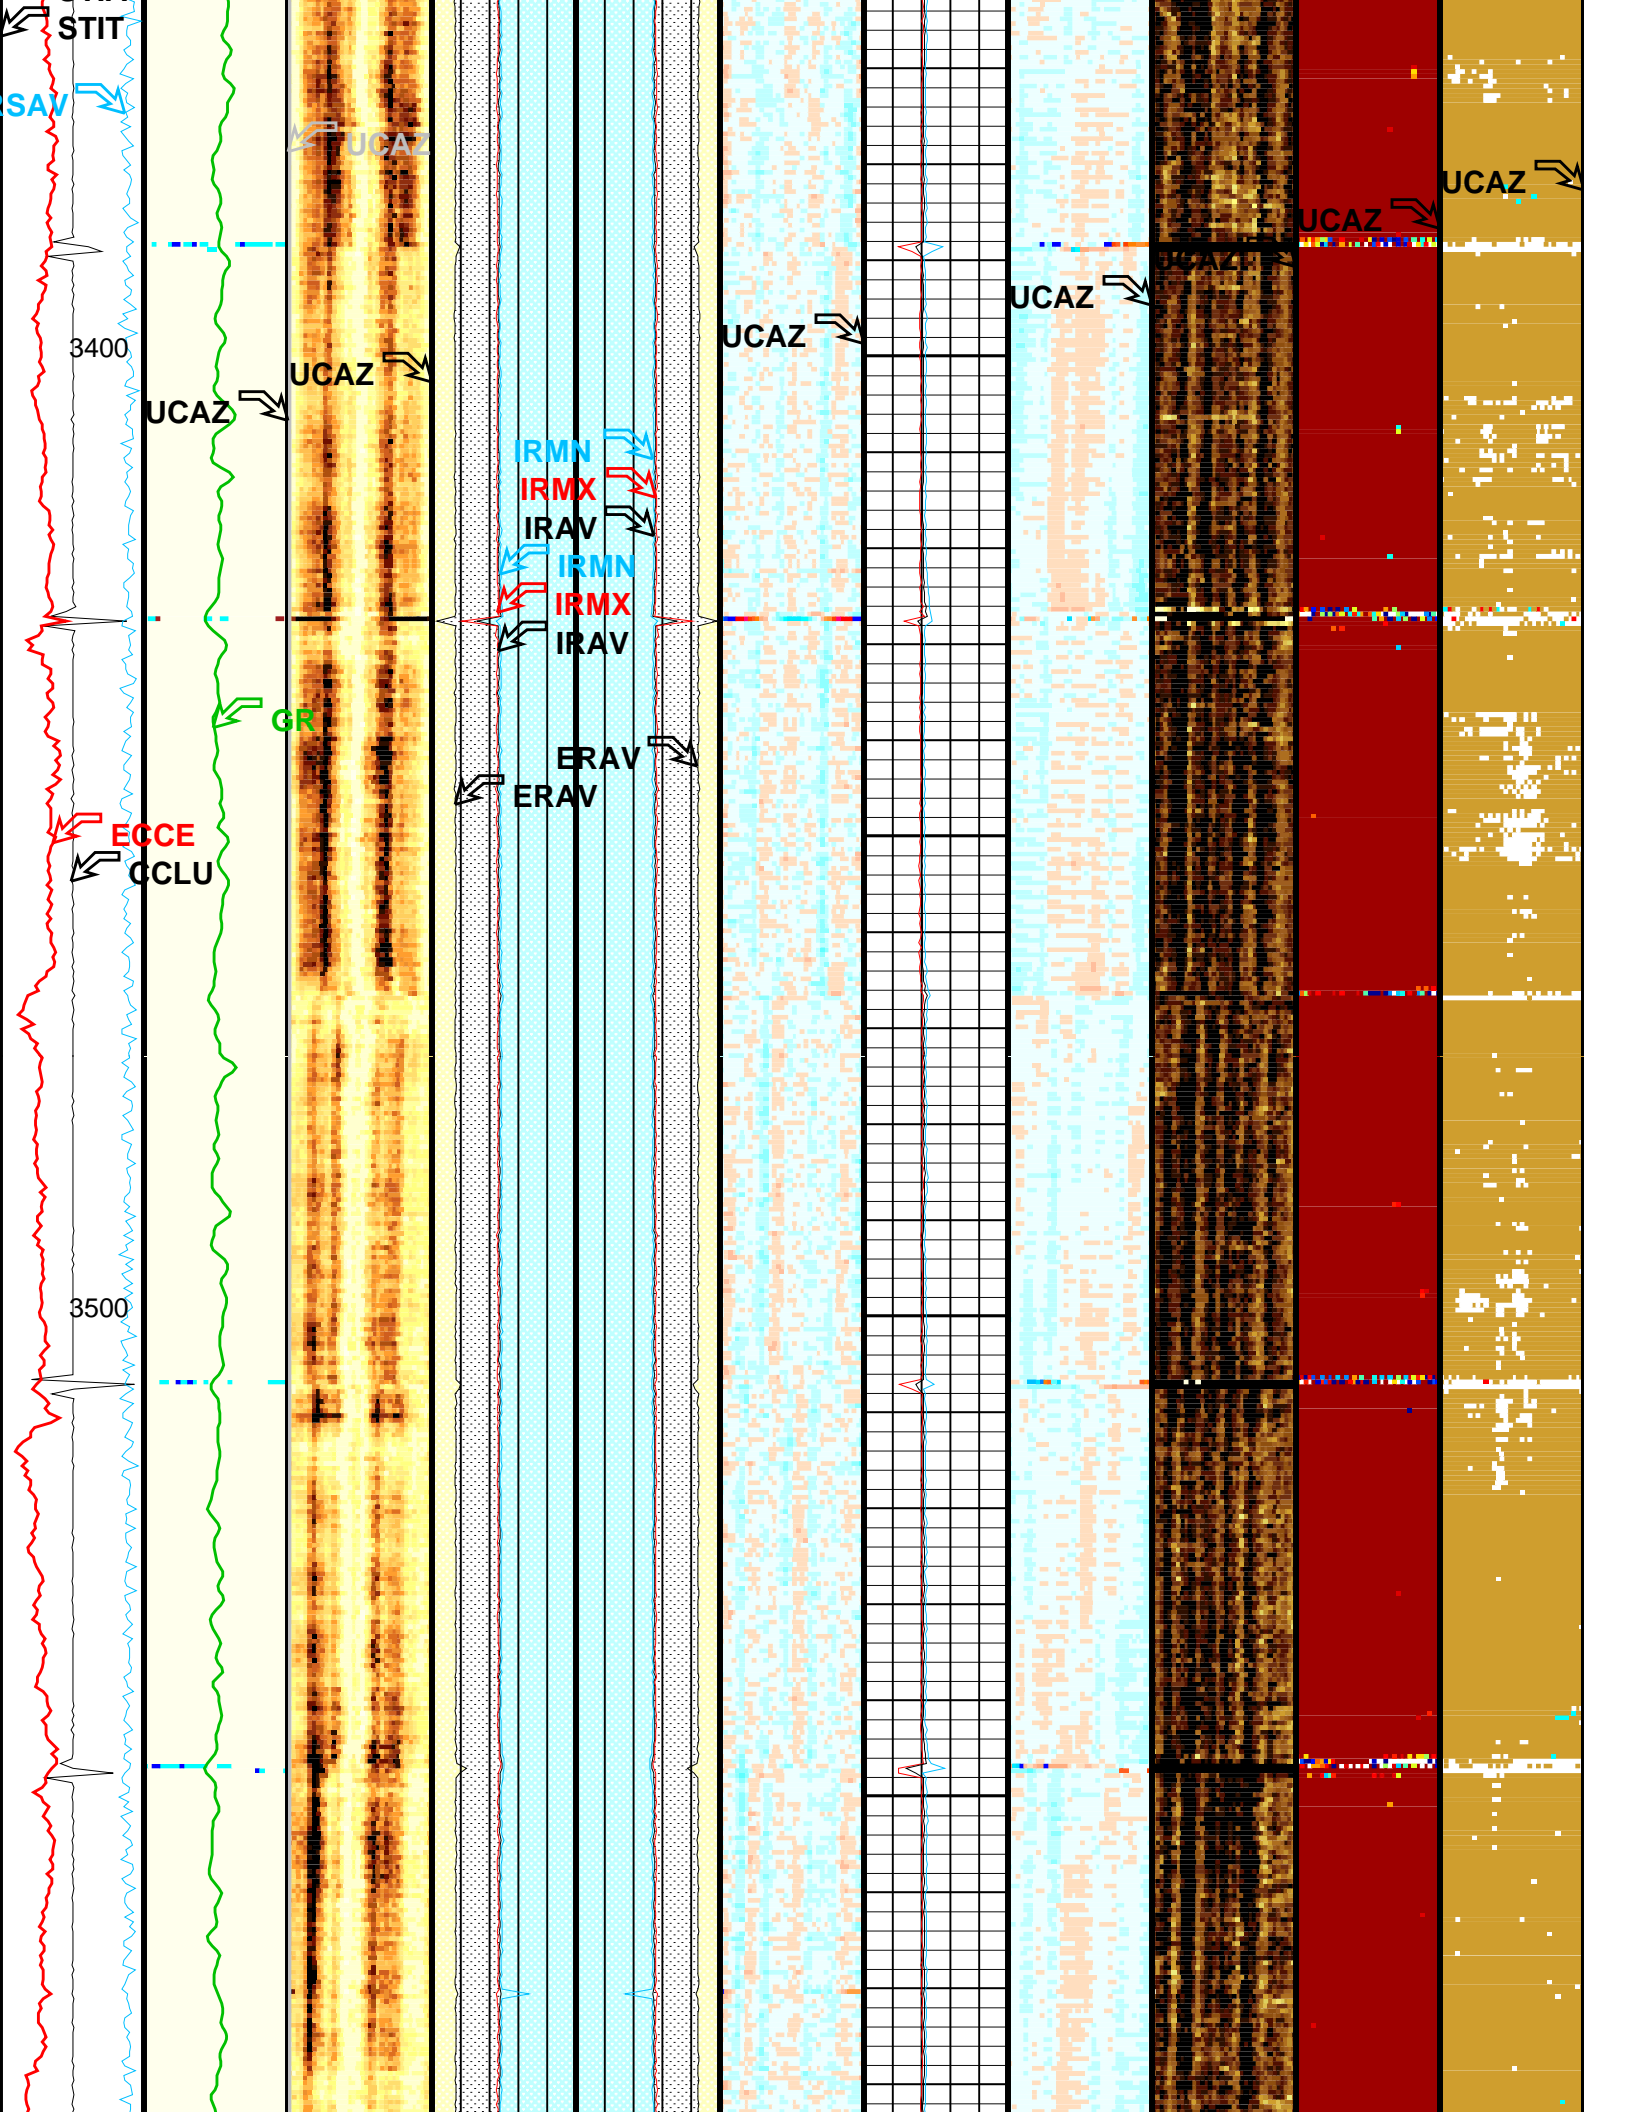 STIT
RSAV
UCAZ
UCAZ
UCAZ
UCAZ
UCAZ
UCAZ
3400
UCAZ
UCAZ
IRMN
IRMX
IRAV
IRMN
IRMX
IRAV
GR
ERAV
ERAV
ECCE
CCLU
3500